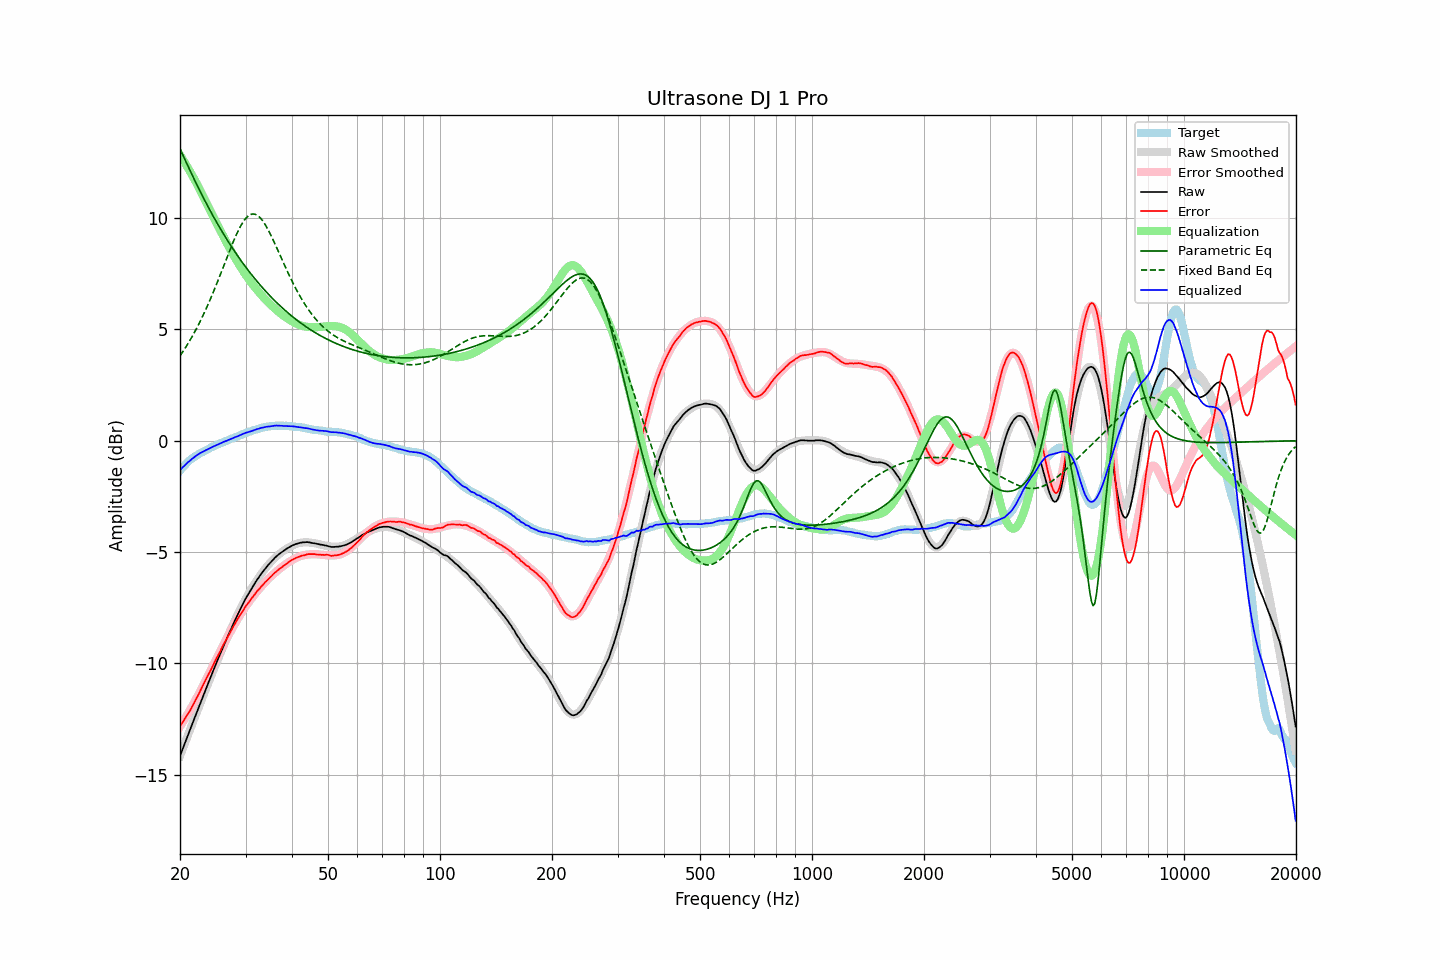 Ultrasone DJ 1 Pro
Target
Raw Smoothed
Error Smoothed
Raw
Error
Equalization
Parametric Eq
Fixed Band Eq
Equalized
Amplitude (dBr)
10
5
0
−5
−10
−15
20 50 100 200 500 1000 2000 5000 10000 20000
Frequency (Hz)